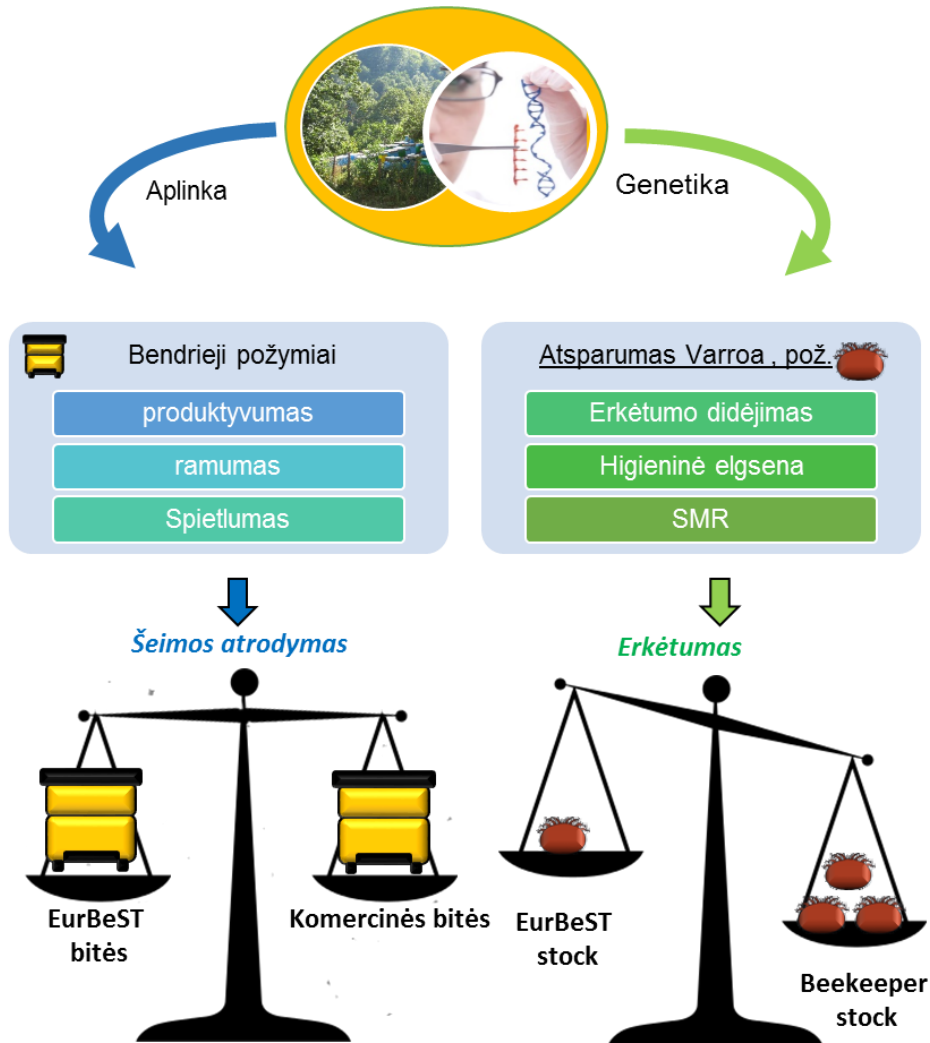 Aplinka
Genetika
Bendrieji požymiai
produktyvumas
ramumas
Spietlumas
Atsparumas Varroa , pož.
Erkėtumo didėjimas
Higieninė elgsena
SMR
Šeimos atrodymas
Erkėtumas
EurBeST
bitės
Komercinės bitės
EurBeST
stock
Beekeeper
stock